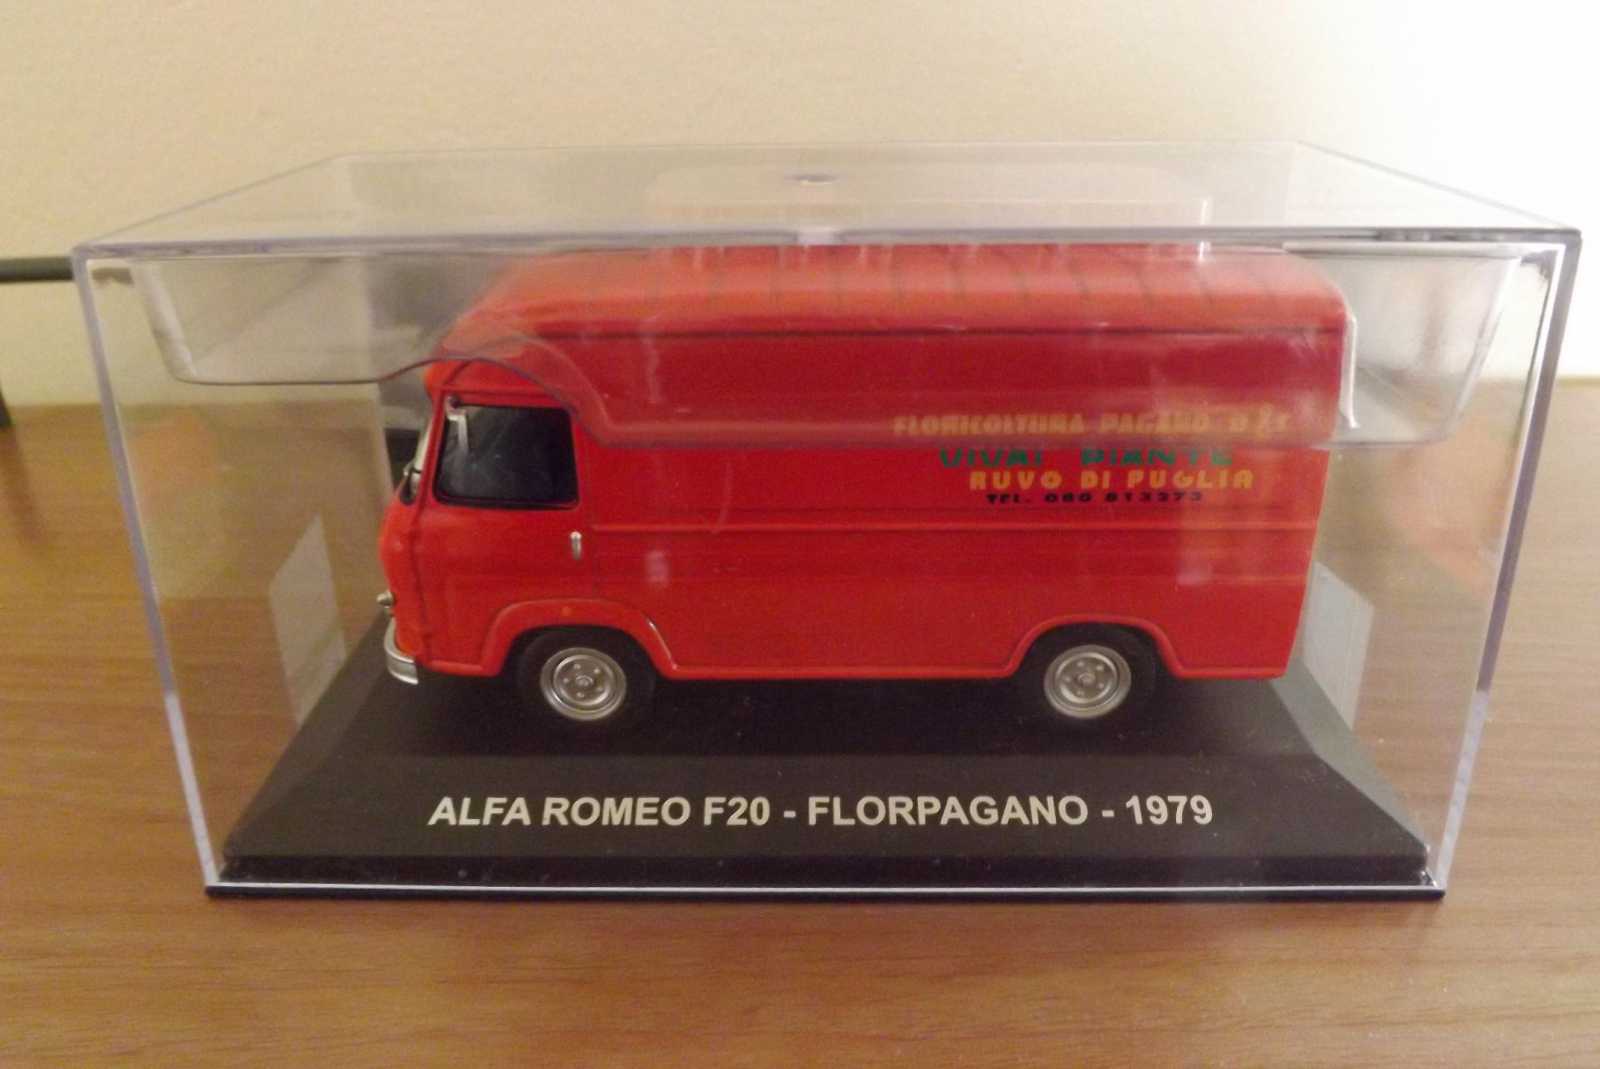 FLORICOLTURA PAGANO
VIVAI PIANTE
RUVO DI PUGLIA
TEL. 080 813273
ALFA ROMEO F20 - FLORPAGANO - 1979